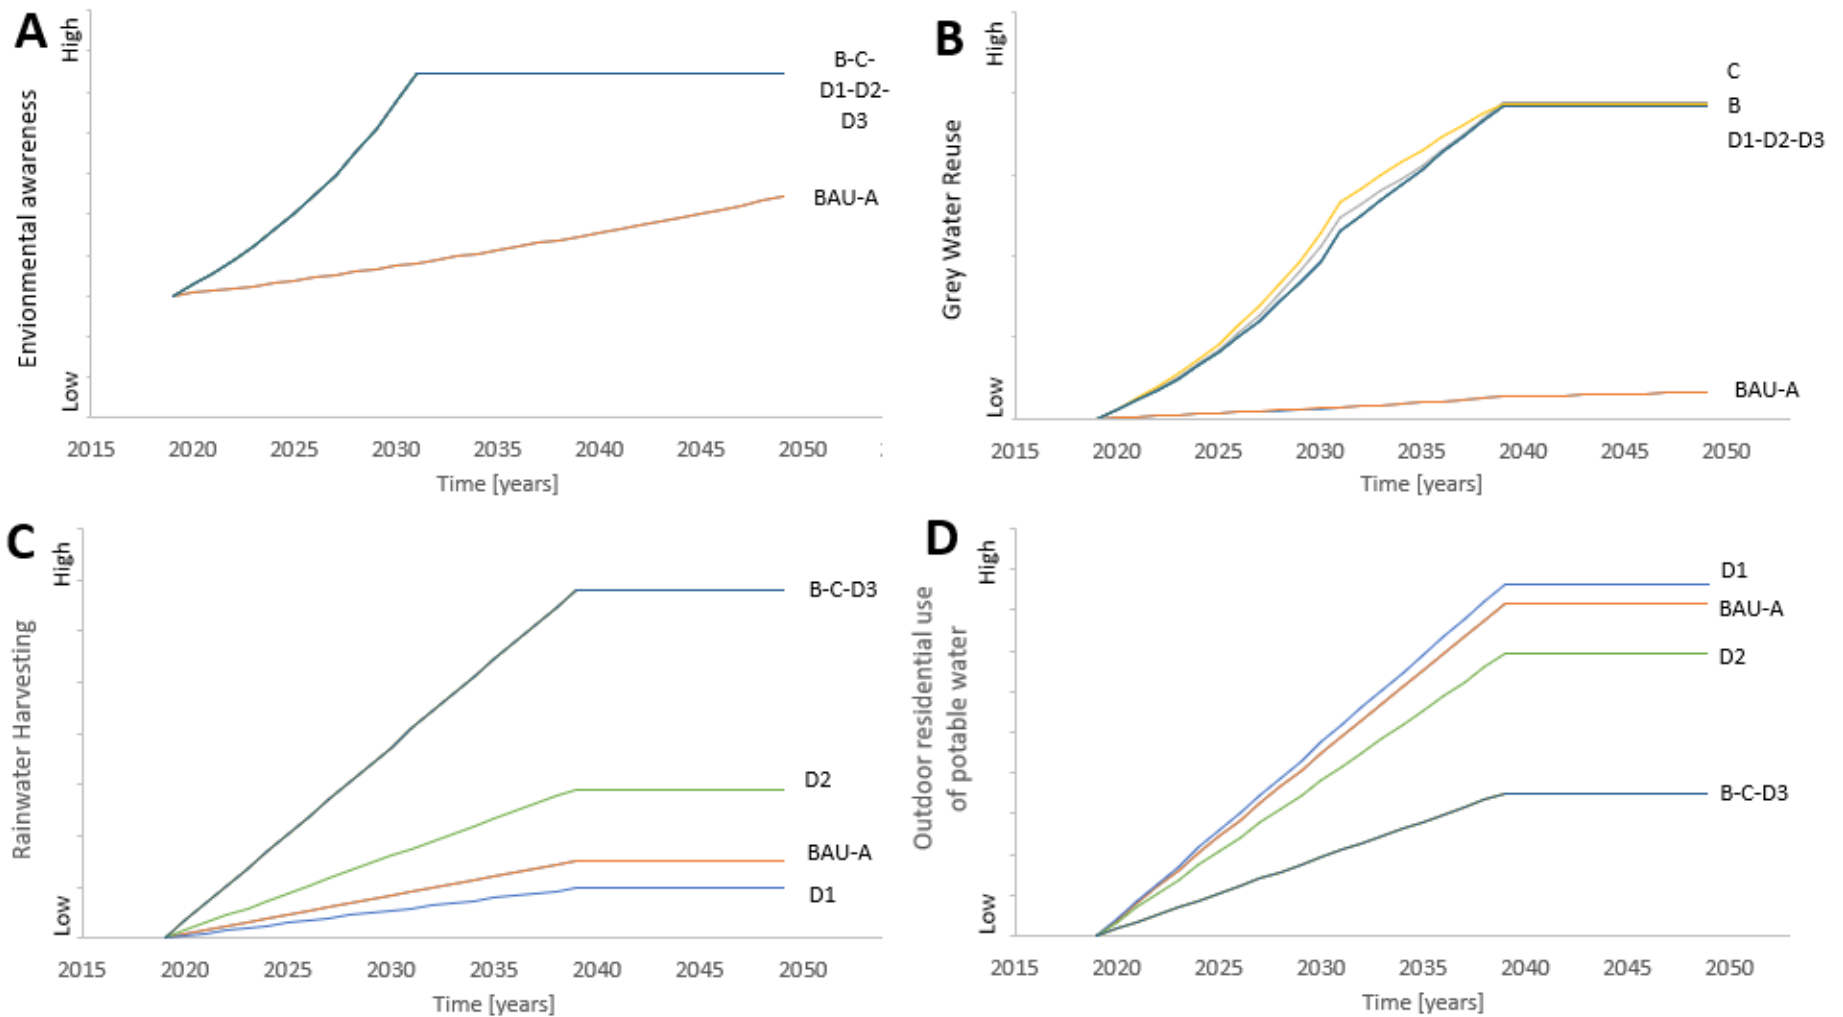 A
High
Envionmental awareness
Low
B-C-
D1-D2-
D3
BAU-A
2015 2020 2025 2030 2035 2040 2045 2050
Time [years]
B
High
Grey Water Reuse
Low
C
B
D1-D2-D3
BAU-A
2015 2020 2025 2030 2035 2040 2045 2050
Time [years]
C
High
Rainwater Harvesting
Low
B-C-D3
D2
BAU-A
D1
2015 2020 2025 2030 2035 2040 2045 2050
Time [years]
D
High
Outdoor residential use
of potable water
Low
D1
BAU-A
D2
B-C-D3
2015 2020 2025 2030 2035 2040 2045 2050
Time [years]